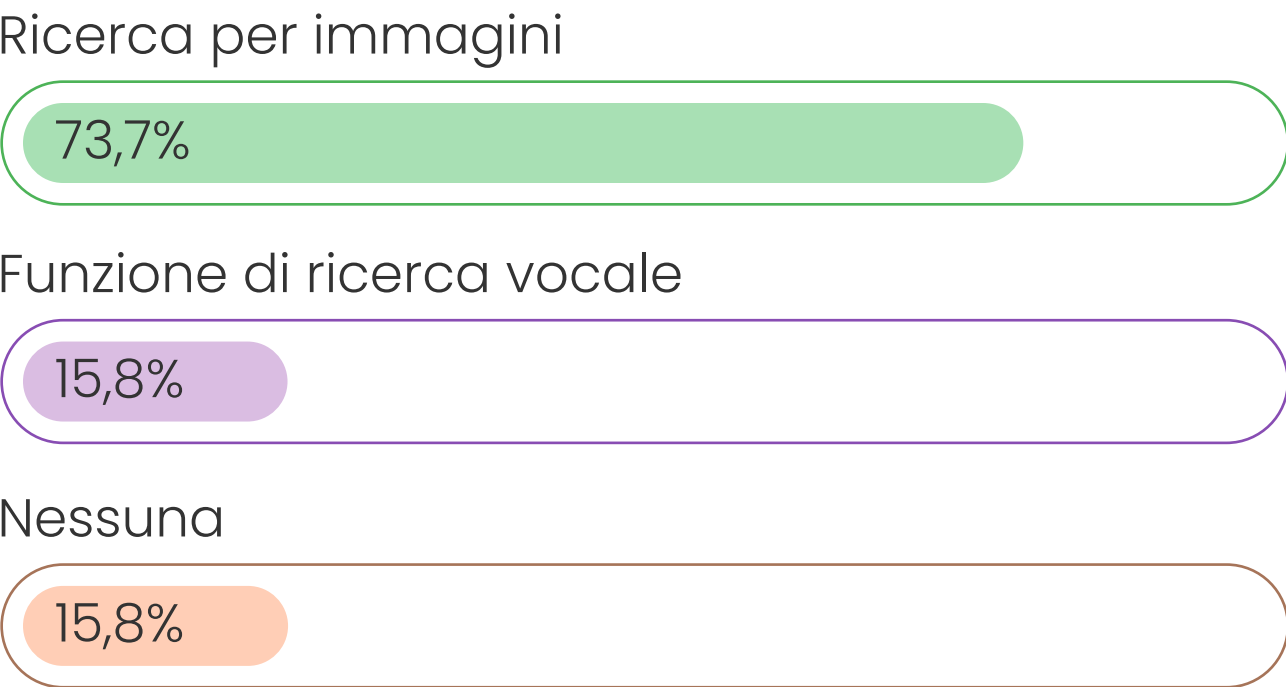 Ricerca per immagini
73,7%
Funzione di ricerca vocale
15,8%
Nessuna
15,8%